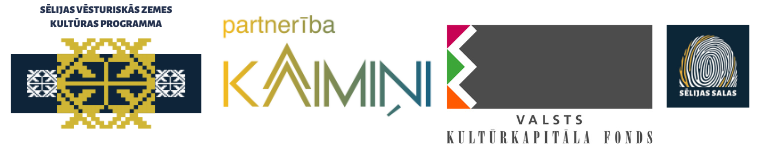 SĒLIJAS VĒSTURISKĀS ZEMES
KULTŪRAS PROGRAMMA
partnerība
KAIMIŅI
VALSTS
KULTŪRKAPITĀLA FONDS
SĒLIJAS SALAS